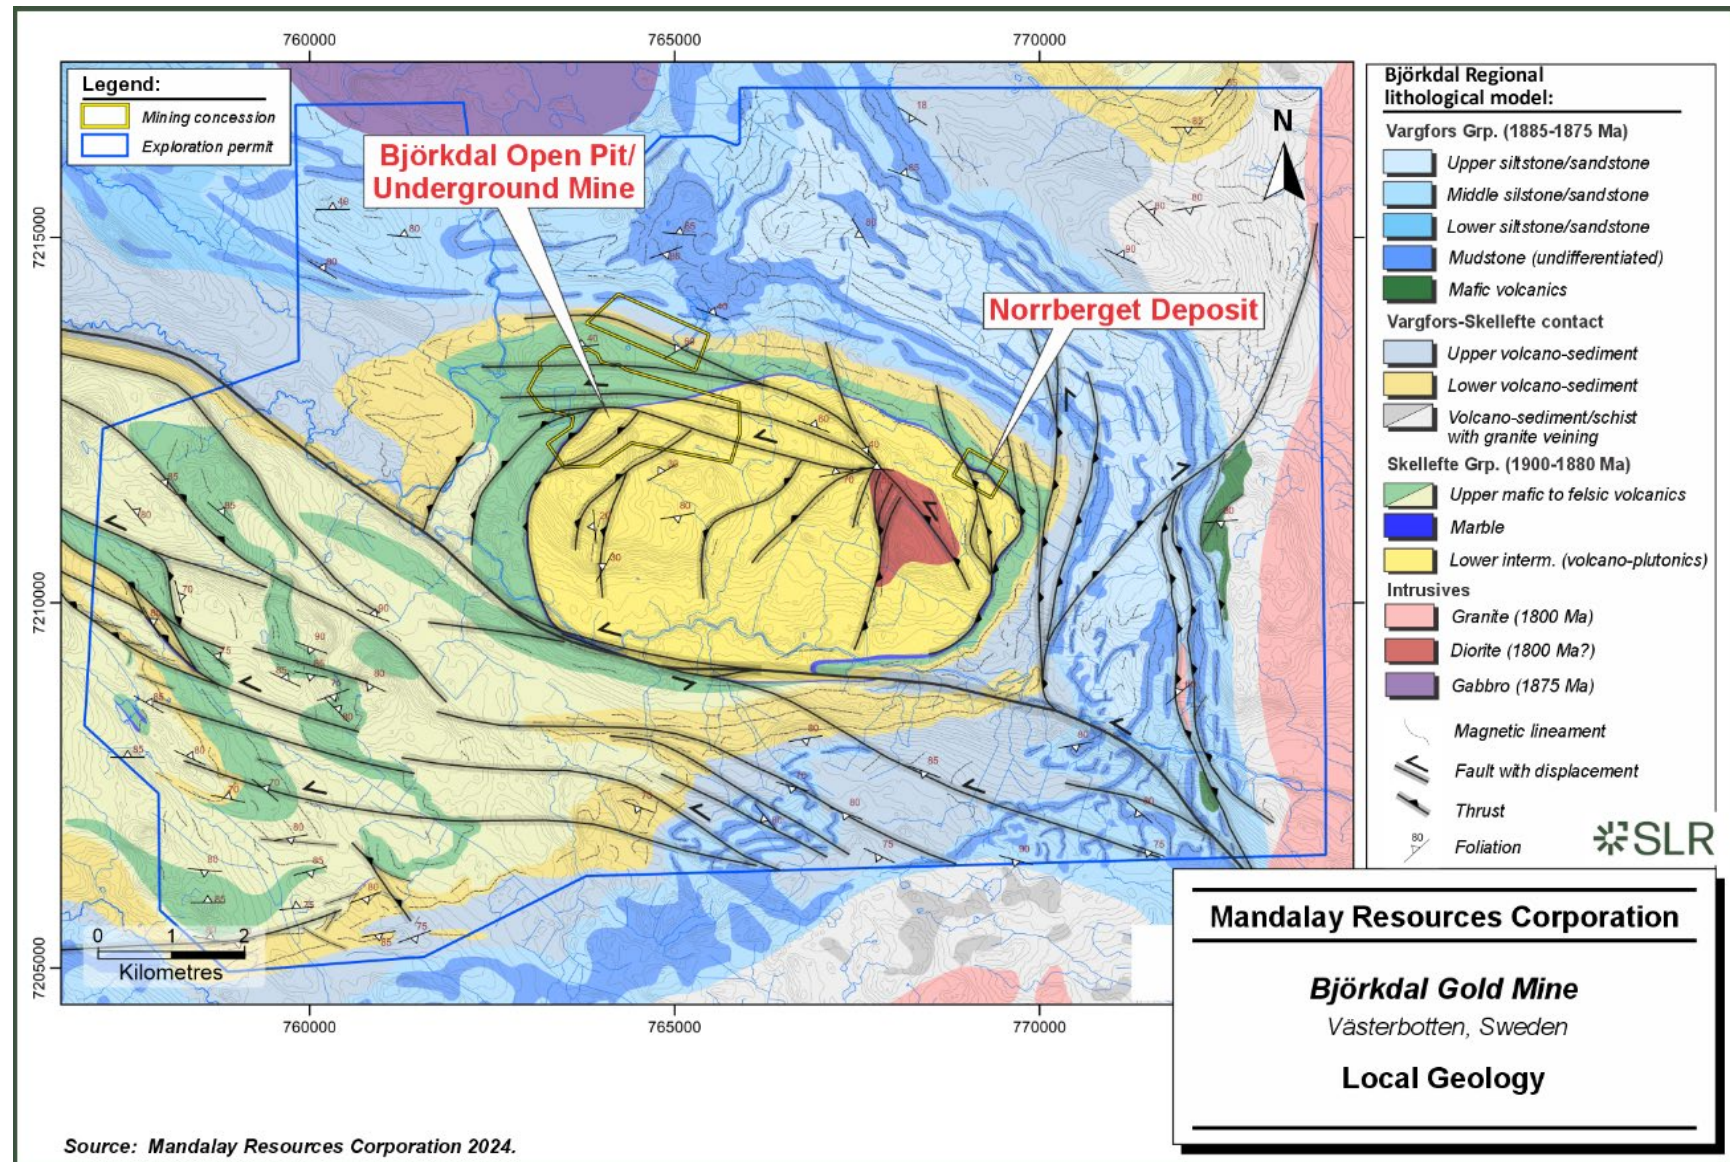 760000
765000
770000
Legend:
Mining concession
Exploration permit
Björkdal Open Pit/
Underground Mine
Norrberget Deposit
N
7215000
7210000
7205000
0 1 2
Kilometres
760000
765000
770000
Björkdal Regional
lithological model:
Vargfors Grp. (1885-1875 Ma)
Upper siltstone/sandstone
Middle silstone/sandstone
Lower siltstone/sandstone
Mudstone (undifferentiated)
Mafic volcanics
Vargfors-Skellefte contact
Upper volcano-sediment
Lower volcano-sediment
Volcano-sediment/schist
with granite veining
Skellefte Grp. (1900-1880 Ma)
Upper mafic to felsic volcanics
Marble
Lower interm. (volcano-plutonics)
Intrusives
Granite (1800 Ma)
Diorite (1800 Ma?)
Gabbro (1875 Ma)
Magnetic lineament
Fault with displacement
Thrust
80
Foliation
SLR
Mandalay Resources Corporation
Björkdal Gold Mine
Västerbotten, Sweden
Local Geology
Source: Mandalay Resources Corporation 2024.